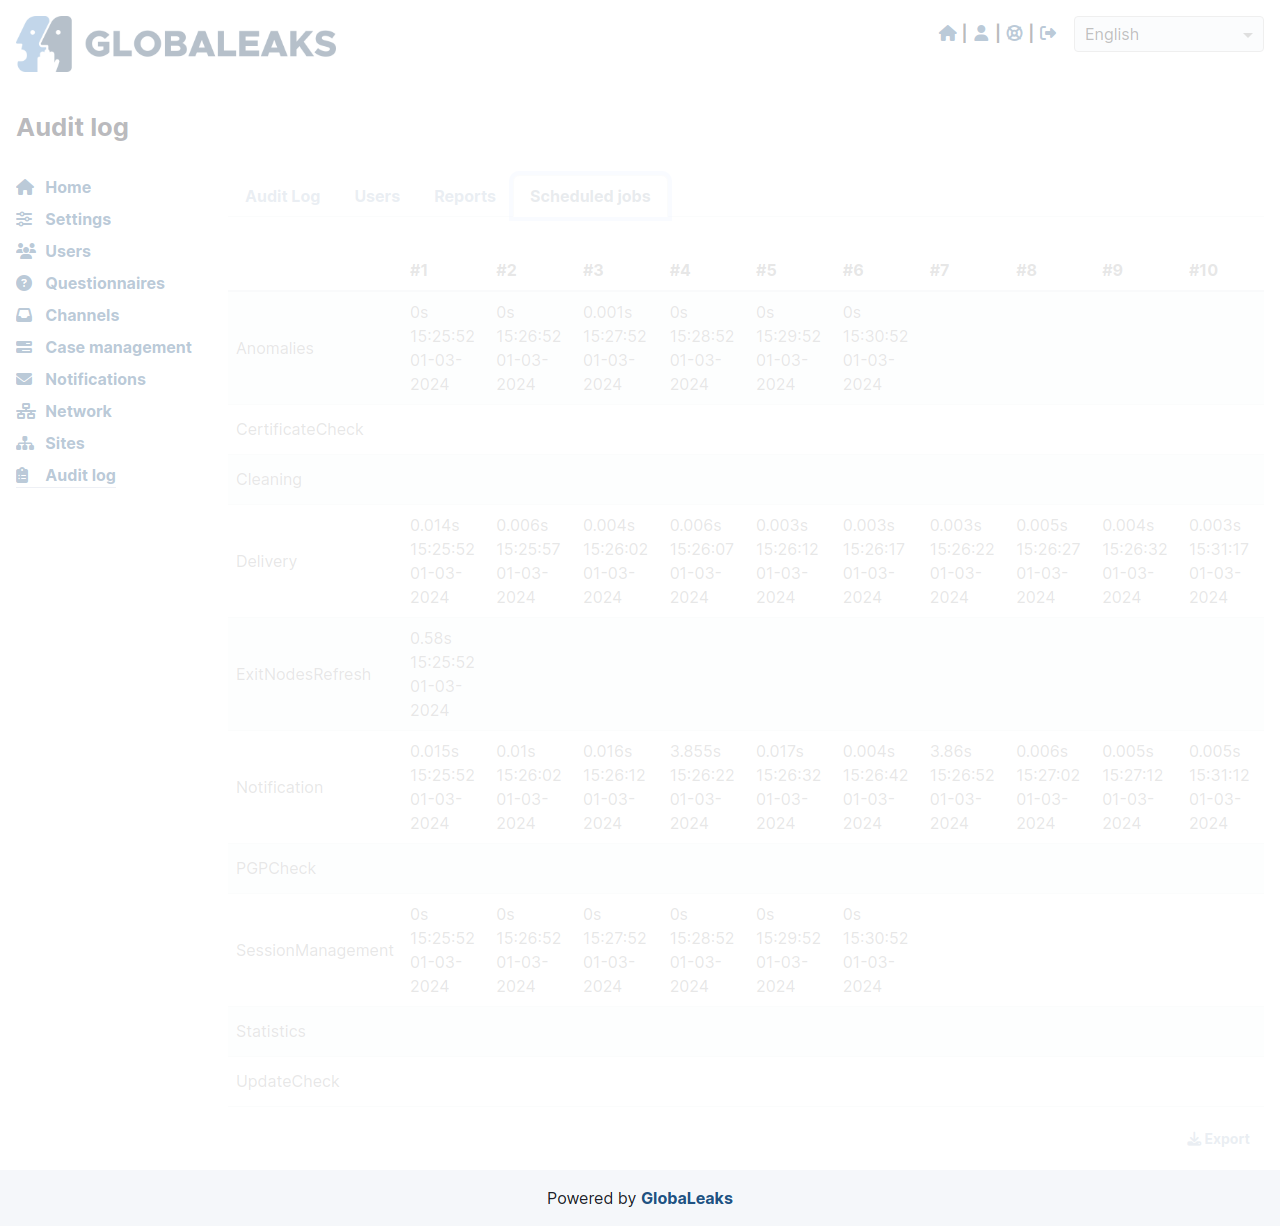 GLOBALEAKS
| | | English
Audit log
Home
Settings
Users
Questionnaires
Channels
Case management
Notifications
Network
Sites
Audit log
Audit Log Users Reports Scheduled jobs
#1 #2 #3 #4 #5 #6 #7 #8 #9 #10
Anomalies
0s 0s 0.001s 0s 0s 0s
15:25:52 15:26:52 15:27:52 15:28:52 15:29:52 15:30:52
01-03- 01-03- 01-03- 01-03- 01-03- 01-03-
2024 2024 2024 2024 2024 2024
CertificateCheck
Cleaning
Delivery
0.014s 0.006s 0.004s 0.006s 0.003s 0.003s 0.003s 0.005s 0.004s 0.003s
15:25:52 15:25:57 15:26:02 15:26:07 15:26:12 15:26:17 15:26:22 15:26:27 15:26:32 15:31:17
01-03- 01-03- 01-03- 01-03- 01-03- 01-03- 01-03- 01-03- 01-03- 01-03-
2024 2024 2024 2024 2024 2024 2024 2024 2024 2024
ExitNodesRefresh
0.58s
15:25:52
01-03-
2024
Notification
0.015s 0.01s 0.016s 3.855s 0.017s 0.004s 3.86s 0.006s 0.005s 0.005s
15:25:52 15:26:02 15:26:12 15:26:22 15:26:32 15:26:42 15:26:52 15:27:02 15:27:12 15:31:12
01-03- 01-03- 01-03- 01-03- 01-03- 01-03- 01-03- 01-03- 01-03- 01-03-
2024 2024 2024 2024 2024 2024 2024 2024 2024 2024
PGPCheck
SessionManagement
0s 0s 0s 0s 0s 0s
15:25:52 15:26:52 15:27:52 15:28:52 15:29:52 15:30:52
01-03- 01-03- 01-03- 01-03- 01-03- 01-03-
2024 2024 2024 2024 2024 2024
Statistics
UpdateCheck
Export
Powered by GlobaLeaks